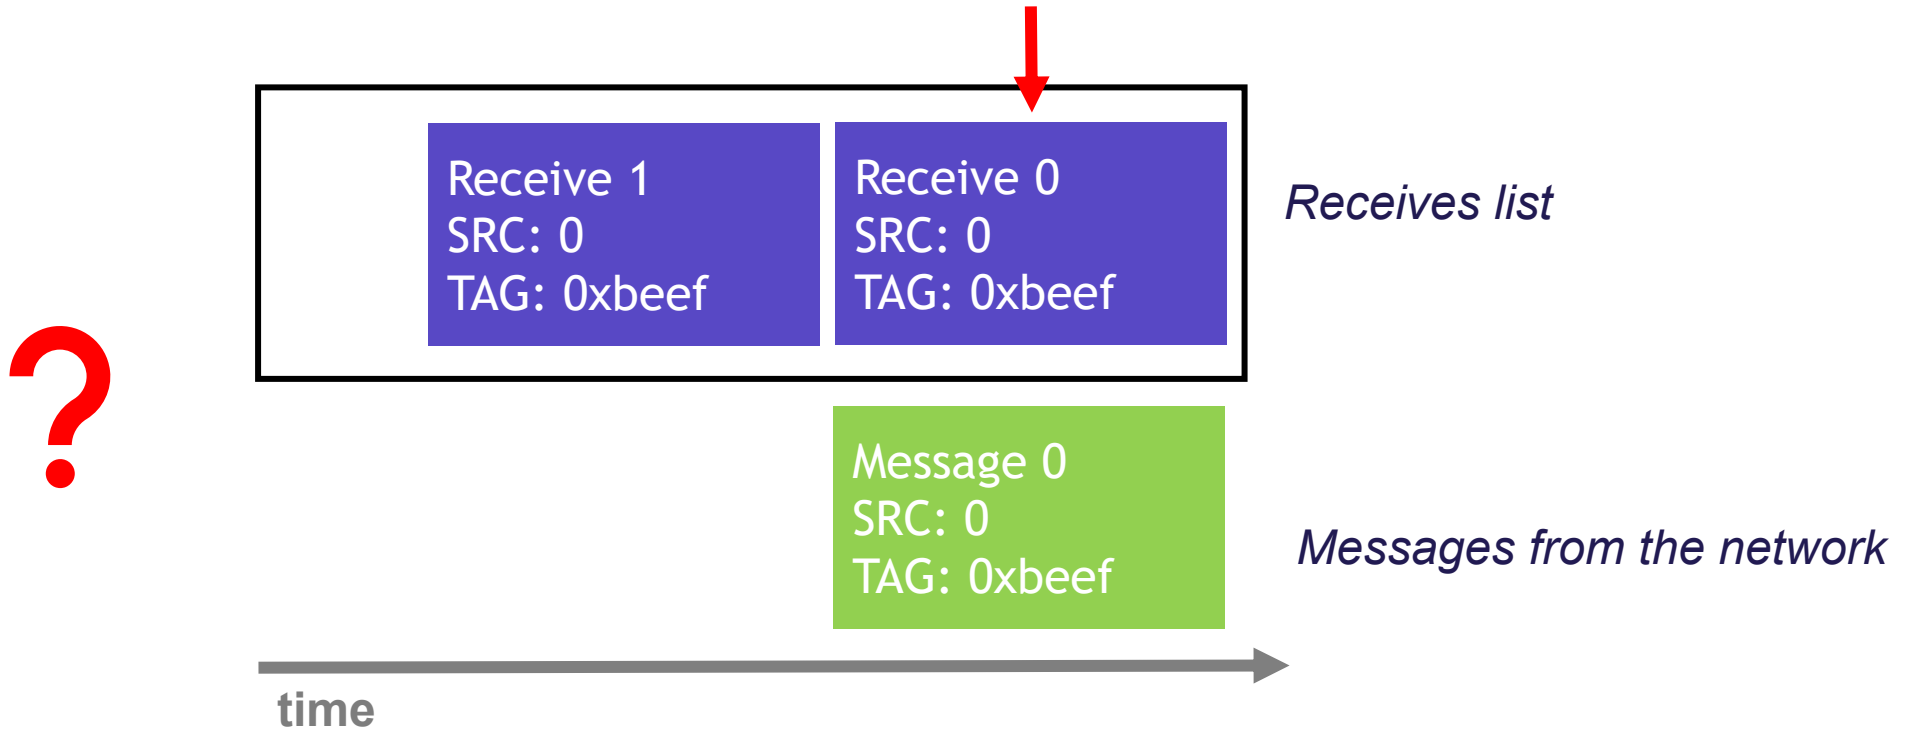 Receive 1
SRC: 0
TAG: 0xbeef
Receive 0
SRC: 0
TAG: 0xbeef
Receives list
?
Message 0
SRC: 0
TAG: 0xbeef
Messages from the network
time